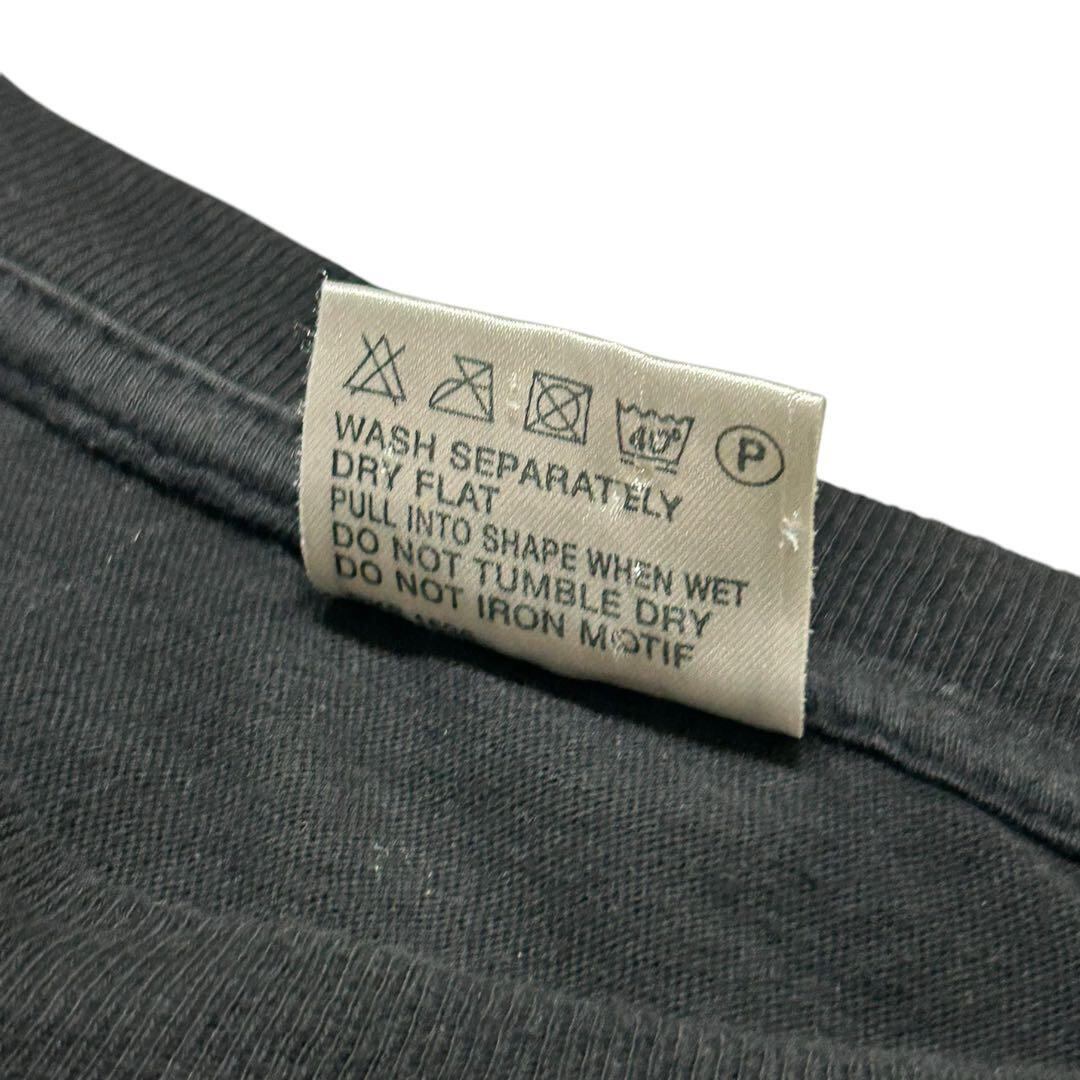 40° P
WASH SEPARATELY
DRY FLAT
PULL INTO SHAPE WHEN WET
DO NOT TUMBLE DRY
DO NOT IRON MOTIF